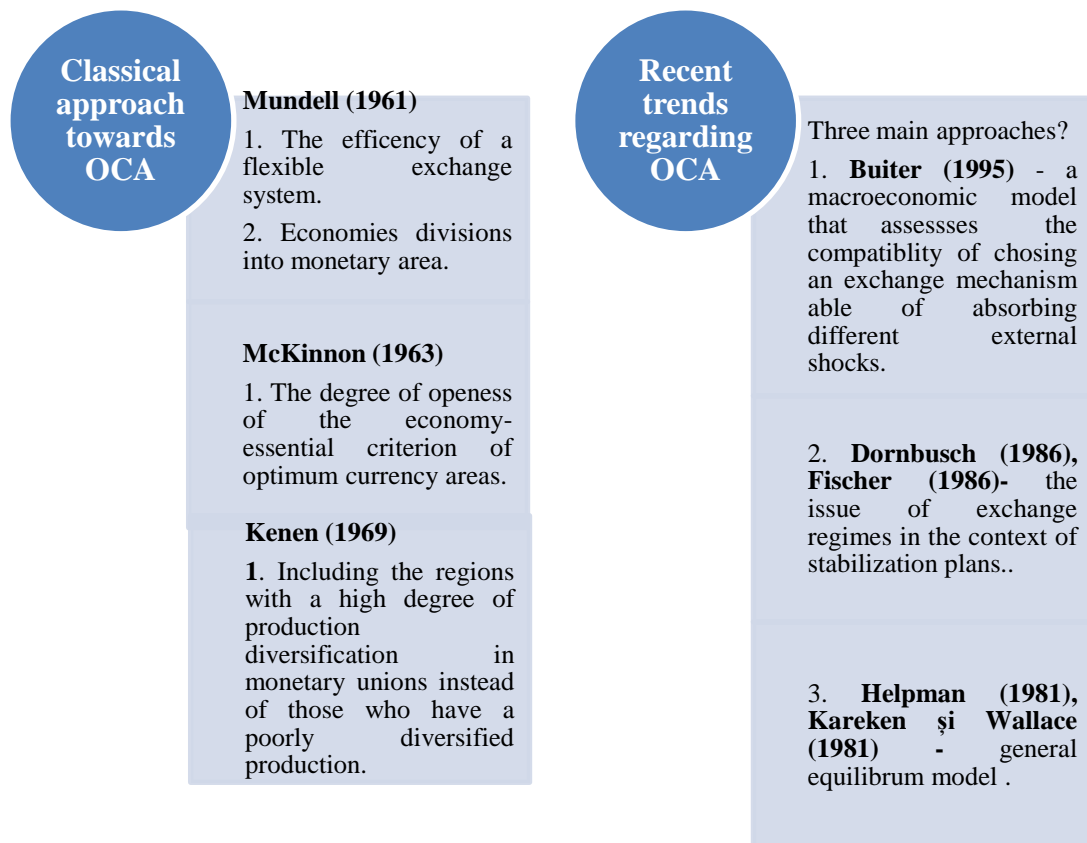 Classical
approach
towards
OCA
Mundell (1961)
1. The efficency of a
flexible exchange
system.
2. Economies divisions
into monetary area.
McKinnon (1963)
1. The degree of openess
of the economy-
essential criterion of
optimum currency areas.
Kenen (1969)
1. Including the regions
with a high degree of
production
diversification in
monetary unions instead
of those who have a
poorly diversified
production.
Recent
trends
regarding
OCA
Three main approaches?
1. Buiter (1995) - a
macroeconomic model
that assessses the
compatiblity of chosing
an exchange mechanism
able of absorbing
different external
shocks.
2. Dornbusch (1986),
Fischer (1986)- the
issue of exchange
regimes in the context of
stabilization plans..
3. Helpman (1981),
Kareken și Wallace
(1981) - general
equilibrum model .